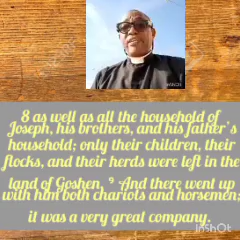 8 as well as all the household of
Joseph, his brothers, and his father's
household; only their children, their
flocks, and their herds were left in the
land of Goshen. 9 And there went up
with him both chariots and horsemen;
it was a very great company.
InShOt